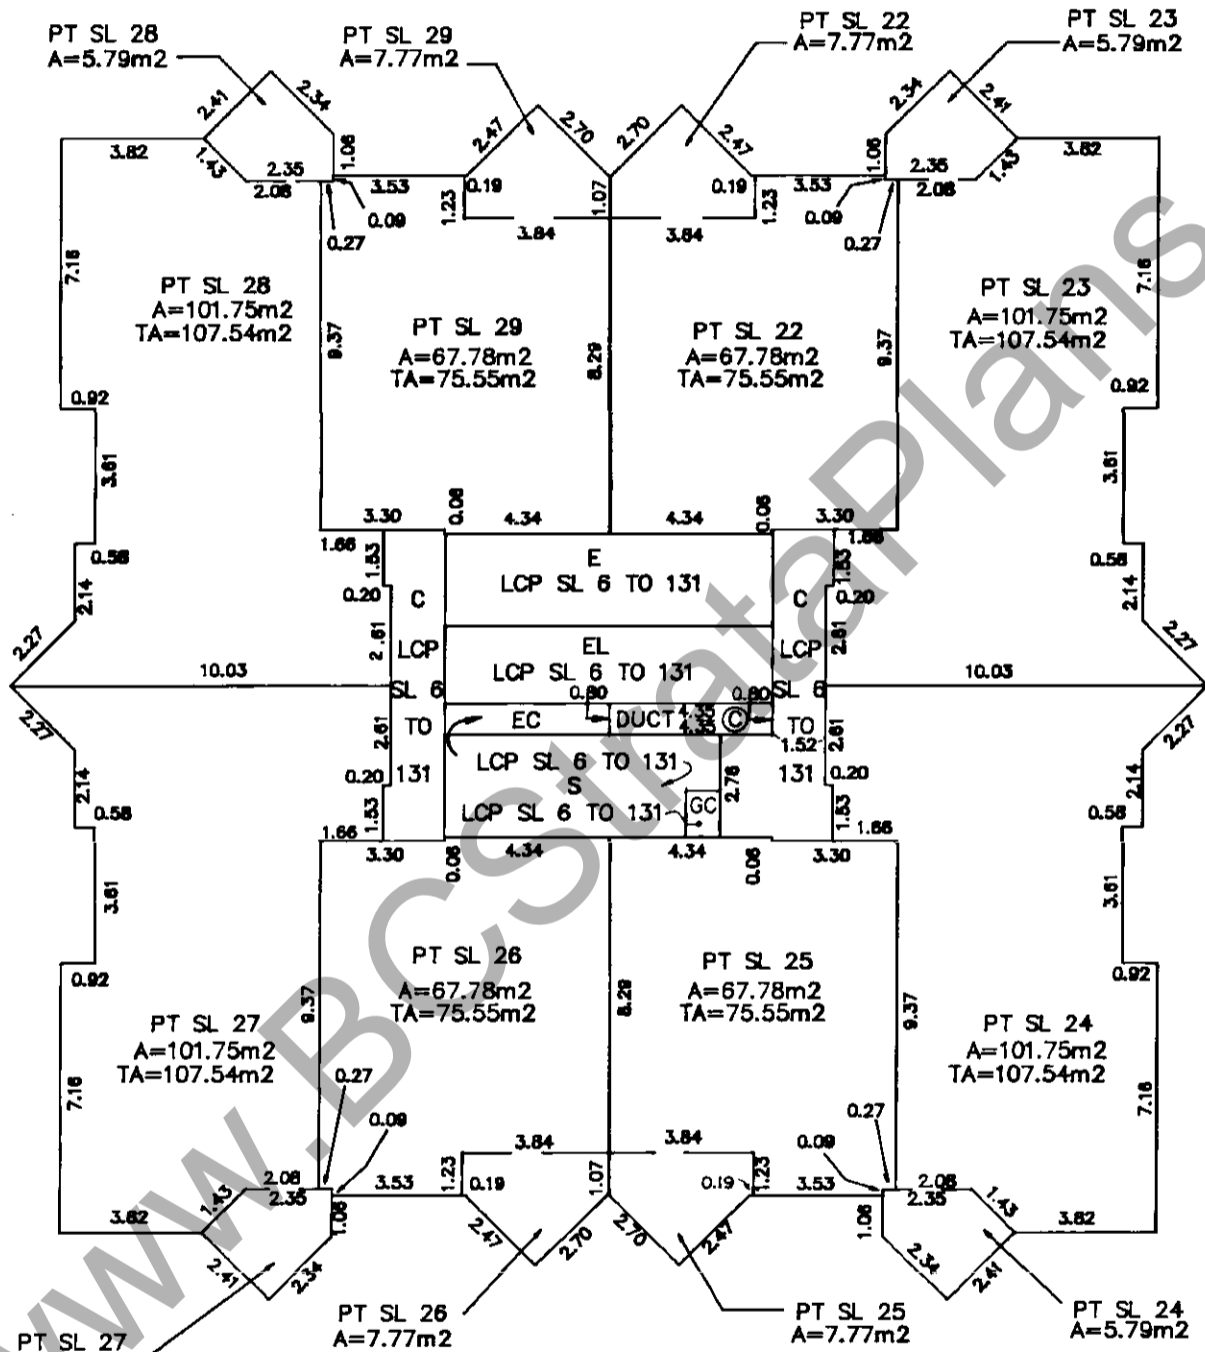 PT SL 28
A=5.79m2
PT SL 29
A=7.77m2
PT SL 22
A=7.77m2
PT SL 23
A=5.79m2
2.41
2.34
2.47
2.70
2.70
2.47
2.34
2.41
3.82
1.43
2.35
2.08
1.06
3.53
0.19
1.23
1.07
0.19
1.23
3.53
1.06
2.35
2.08
1.43
3.82
0.09
0.27
3.84
3.84
0.09
0.27
7.16
PT SL 28
A=101.75m2
TA=107.54m2
9.37
PT SL 29
A=67.78m2
TA=75.55m2
8.29
PT SL 22
A=67.78m2
TA=75.55m2
9.37
PT SL 23
A=101.75m2
TA=107.54m2
7.16
0.92
0.92
3.61
3.61
3.30
0.06
4.34
4.34
0.06
3.30
1.66
1.66
0.58
1.53
1.53
0.58
2.14
0.20
0.20
2.14
E
LCP SL 6 TO 131
C
LCP
SL 6
TO
131
C
LCP
SL 6
TO
131
2.27
2.61
2.61
2.27
EL
LCP SL 6 TO 131
10.03
10.03
0.80
0.80
EC
DUCT
C
2.27
2.61
1.52
2.61
2.27
LCP SL 6 TO 131
S
LCP SL 6 TO 131
2.78
GC
2.14
0.20
0.20
2.14
0.58
1.53
1.53
0.58
1.66
1.66
3.30
0.06
4.34
4.34
0.06
3.30
3.61
3.61
0.92
0.92
PT SL 26
A=67.78m2
TA=75.55m2
PT SL 25
A=67.78m2
TA=75.55m2
9.37
8.29
9.37
PT SL 27
A=101.75m2
TA=107.54m2
PT SL 24
A=101.75m2
TA=107.54m2
7.16
7.16
0.27
0.09
0.27
0.09
3.84
3.84
1.23
0.19
1.07
0.19
1.23
2.08
2.35
1.43
1.06
3.53
3.53
1.06
2.08
2.35
1.43
3.82
3.82
2.41
2.34
2.47
2.70
2.70
2.47
2.34
2.41
PT SL 27
PT SL 26
A=7.77m2
PT SL 25
A=7.77m2
PT SL 24
A=5.79m2
www.BCStrataPlans